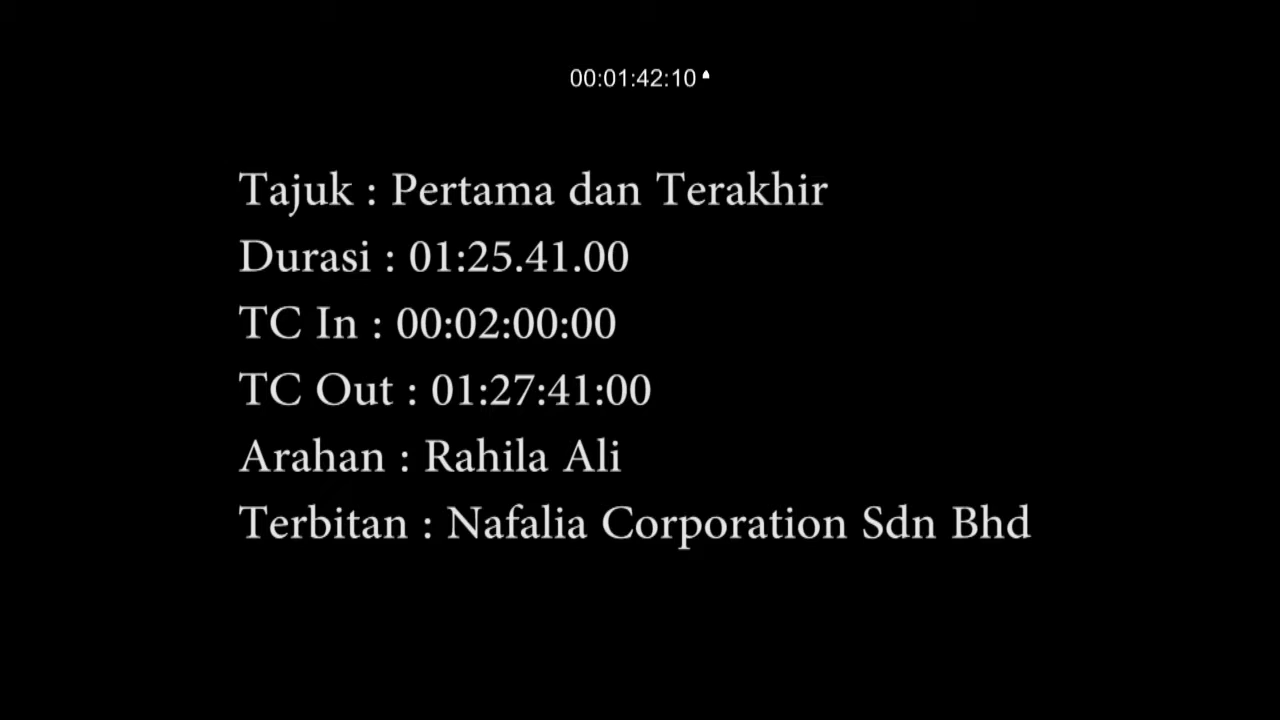 00:01:42:10
Tajuk : Pertama dan Terakhir
Durasi : 01:25.41.00
TC In : 00:02:00:00
TC Out : 01:27:41:00
Arahan : Rahila Ali
Terbitan : Nafalia Corporation Sdn Bhd